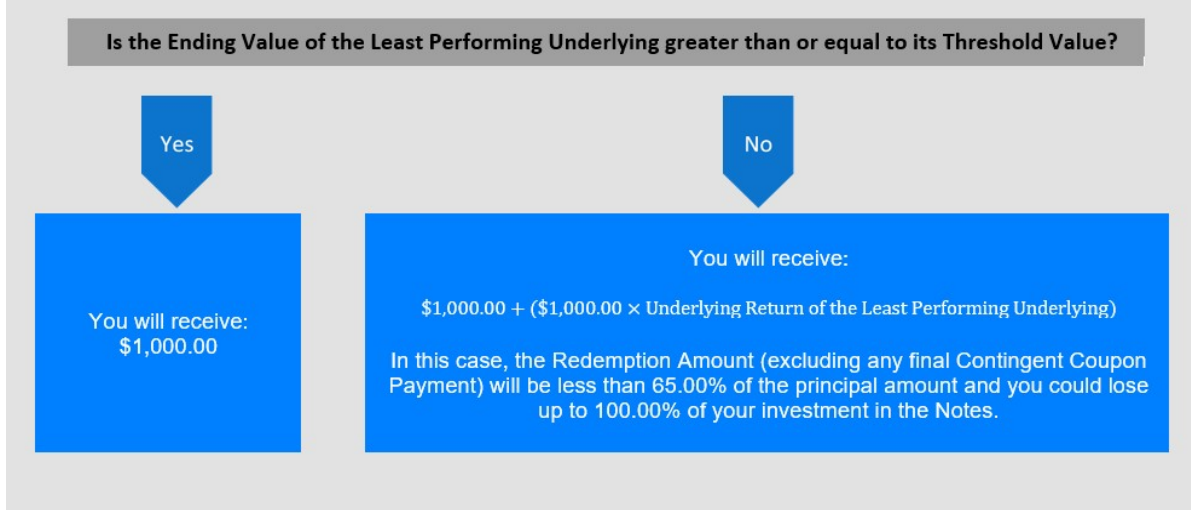 Is the Ending Value of the Least Performing Underlying greater than or equal to its Threshold Value?
Yes
No
You will receive:
$1,000.00
You will receive:
$1,000.00 + ($1,000.00 × Underlying Return of the Least Performing Underlying)
In this case, the Redemption Amount (excluding any final Contingent Coupon
Payment) will be less than 65.00% of the principal amount and you could lose
up to 100.00% of your investment in the Notes.